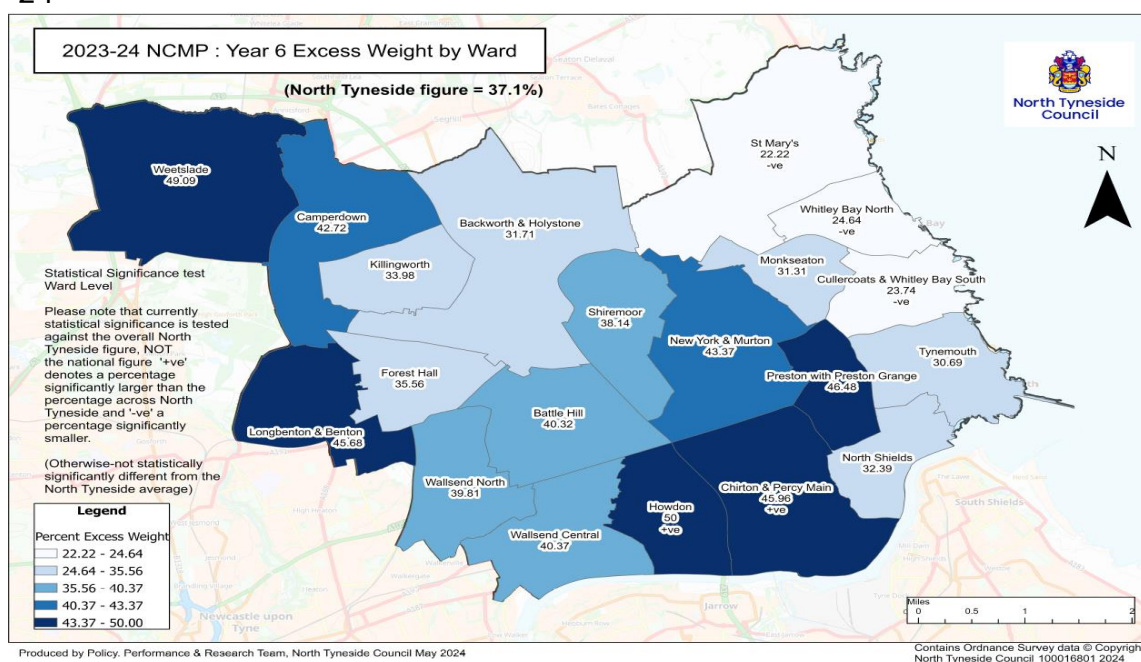 2023-24 NCMP : Year 6 Excess Weight by Ward
(North Tyneside figure = 37.1%)
North Tyneside
Council
N
St Mary's
22.22
-ve
Weetslade
49.09
Camperdown
42.72
Backworth & Holystone
31.71
Whitley Bay North
24.64
-ve
Killingworth
33.98
Monkseaton
31.31
Cullercoats & Whitley Bay South
23.74
-ve
Shiremoor
38.14
New York & Murton
43.37
Tynemouth
30.69
Forest Hall
35.56
Preston with Preston Grange
46.48
Battle Hill
40.32
Longbenton & Benton
45.68
North Shields
32.39
Wallsend North
39.81
Chirton & Percy Main
45.96
+ve
Howdon
50
+ve
Wallsend Central
40.37
Statistical Significance test
Ward Level
Please note that currently
statistical significance is tested
against the overall North
Tyneside figure, NOT
the national figure '+ve'
denotes a percentage
significantly larger than the
percentage across North
Tyneside and '-ve' a
percentage significantly
smaller.
(Otherwise-not statistically
significantly different from the
North Tyneside average)
Legend
Percent Excess Weight
22.22 - 24.64
24.64 - 35.56
35.56 - 40.37
40.37 - 43.37
43.37 - 50.00
South Shields
Jarrow
Newcastle upon
Tyne
Miles
0 0.5 1 2
Produced by Policy. Performance & Research Team, North Tyneside Council May 2024
Contains Ordnance Survey data © Copyrigh
North Tyneside Council 100016801 2024